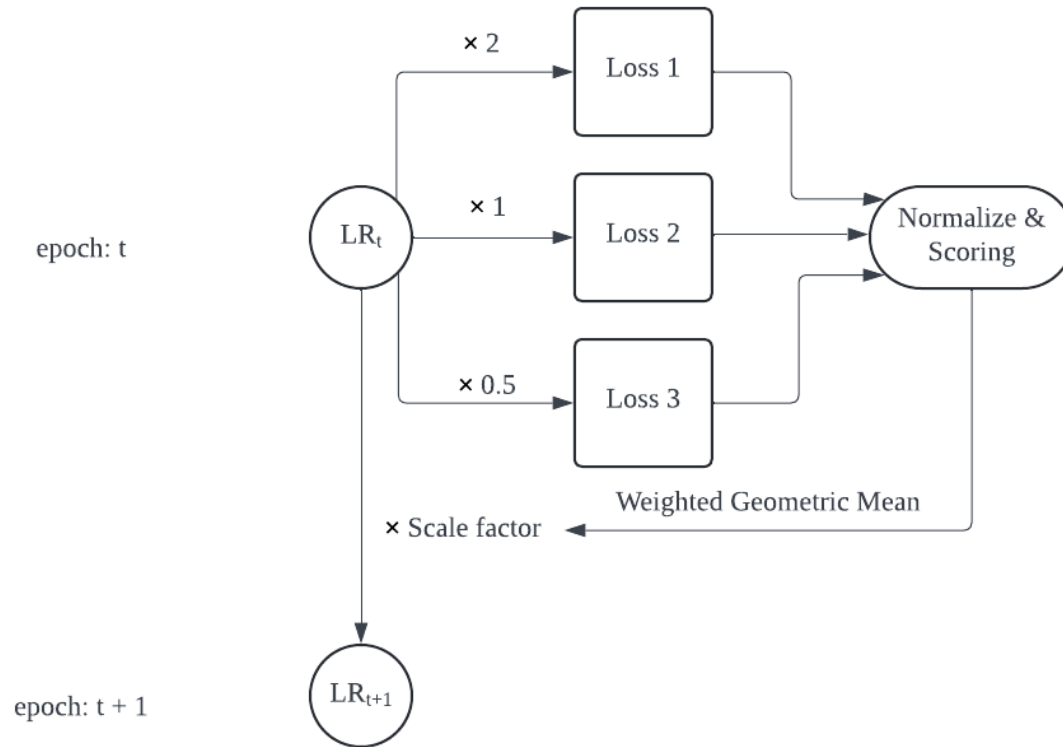 × 2
Loss 1
epoch: t
LRₜ
× 1
Loss 2
Normalize &
Scoring
× 0.5
Loss 3
Weighted Geometric Mean
× Scale factor
epoch: t + 1
LRₜ₊₁